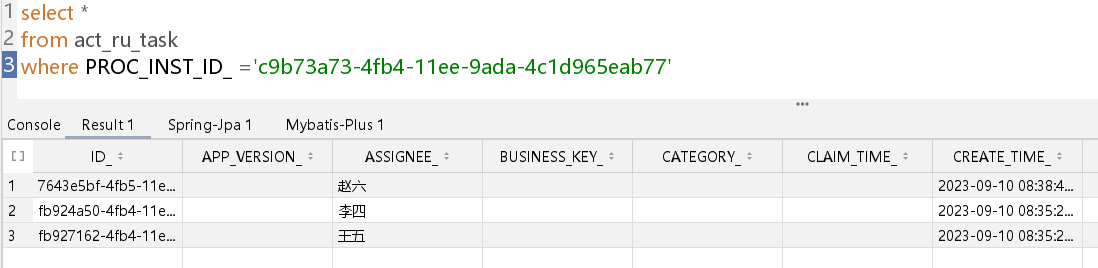 1 select *
2 from act_ru_task
3 where PROC_INST_ID_ ='c9b73a73-4fb4-11ee-9ada-4c1d965eab77'
Console Result 1 Spring-Jpa 1 Mybatis-Plus 1
ID_ APP_VERSION_ ASSIGNEE_ BUSINESS_KEY_ CATEGORY_ CLAIM_TIME_ CREATE_TIME_
1 7643e5bf-4fb5-11e... 赵六 2023-09-10 08:38:4...
2 fb924a50-4fb4-11e... 李四 2023-09-10 08:35:2...
3 fb927162-4fb4-11e... 王五 2023-09-10 08:35:2...